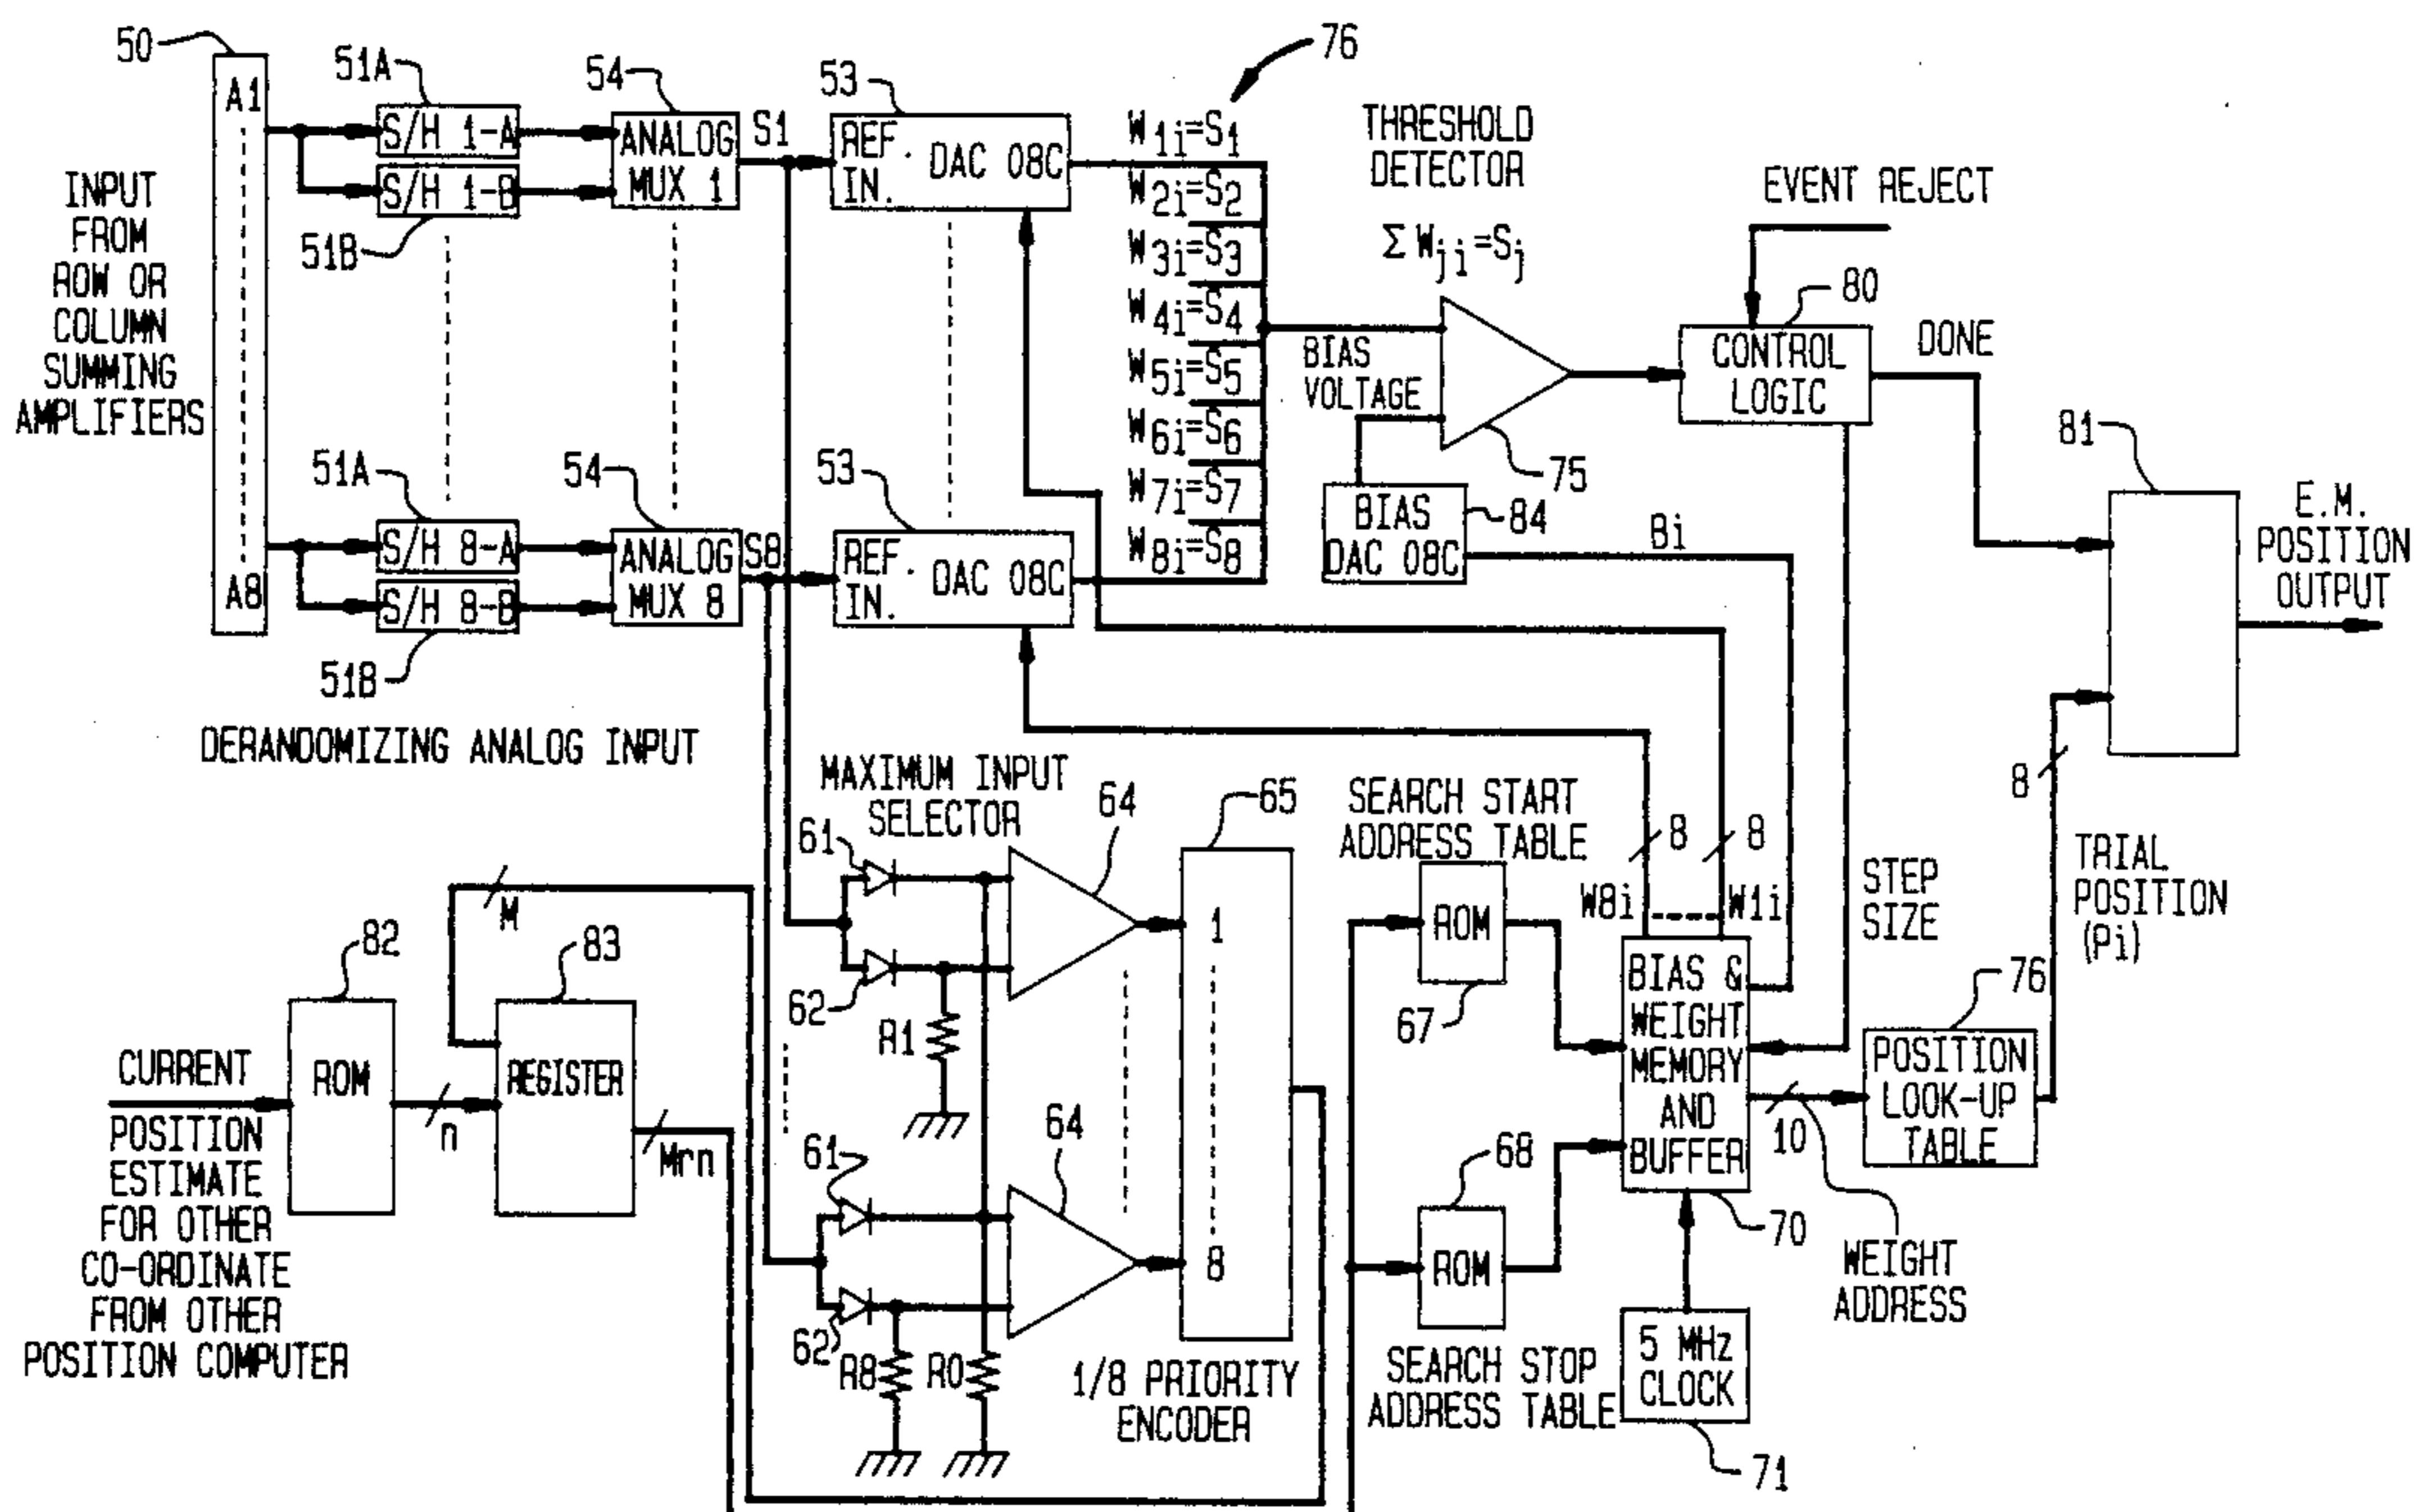 50
A1
A8
INPUT
FROM
ROW OR
COLUMN
SUMMING
AMPLIFIERS
51A
S/H 1-A
S/H 1-B
51B
54
ANALOG
MUX 1
S1
53
REF.
IN.
DAC 08C
76
W1i=S1
W2i=S2
W3i=S3
W4i=S4
W5i=S5
W6i=S6
W7i=S7
W8i=S8
THRESHOLD
DETECTOR
Σ Wji=Sj
BIAS
VOLTAGE
75
EVENT REJECT
80
CONTROL
LOGIC
DONE
81
E.M.
POSITION
OUTPUT
51A
S/H 8-A
S/H 8-B
51B
54
ANALOG
MUX 8
S8
53
REF.
IN.
DAC 08C
BIAS
DAC 08C
84
Bi
DERANDOMIZING ANALOG INPUT
MAXIMUM INPUT
SELECTOR
61
62
R1
64
65
1
8
61
62
R8
R0
64
1/8 PRIORITY
ENCODER
SEARCH START
ADDRESS TABLE
ROM
67
68
ROM
SEARCH STOP
ADDRESS TABLE
8
8
W8i
W1i
BIAS &
WEIGHT
MEMORY
AND
BUFFER
70
5 MHz
CLOCK
71
STEP
SIZE
10
WEIGHT
ADDRESS
76
POSITION
LOOK-UP
TABLE
8
TRIAL
POSITION
(Pi)
M
82
ROM
n
83
REGISTER
Mrn
CURRENT
POSITION
ESTIMATE
FOR OTHER
CO-ORDINATE
FROM OTHER
POSITION COMPUTER